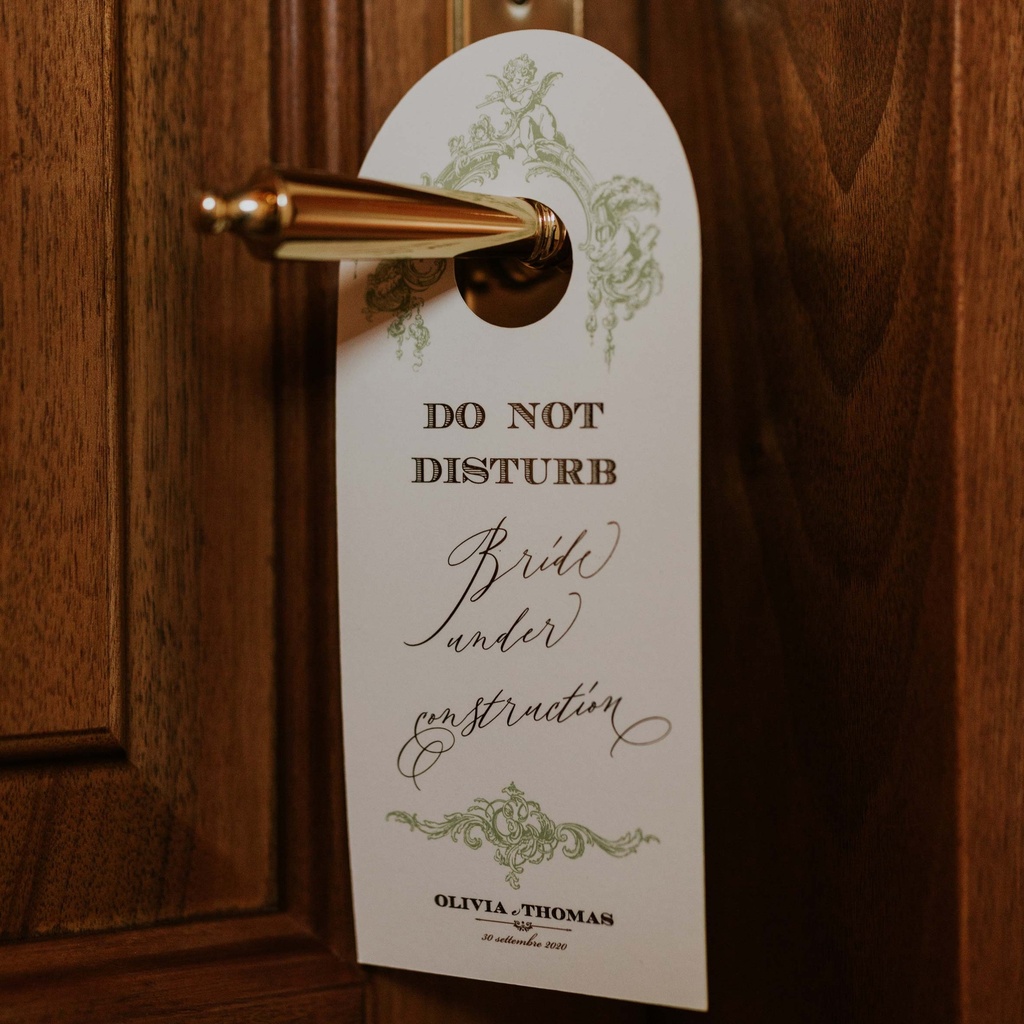 DO NOT
DISTURB
Bride
under
construction
OLIVIA e THOMAS
30 settembre 2020